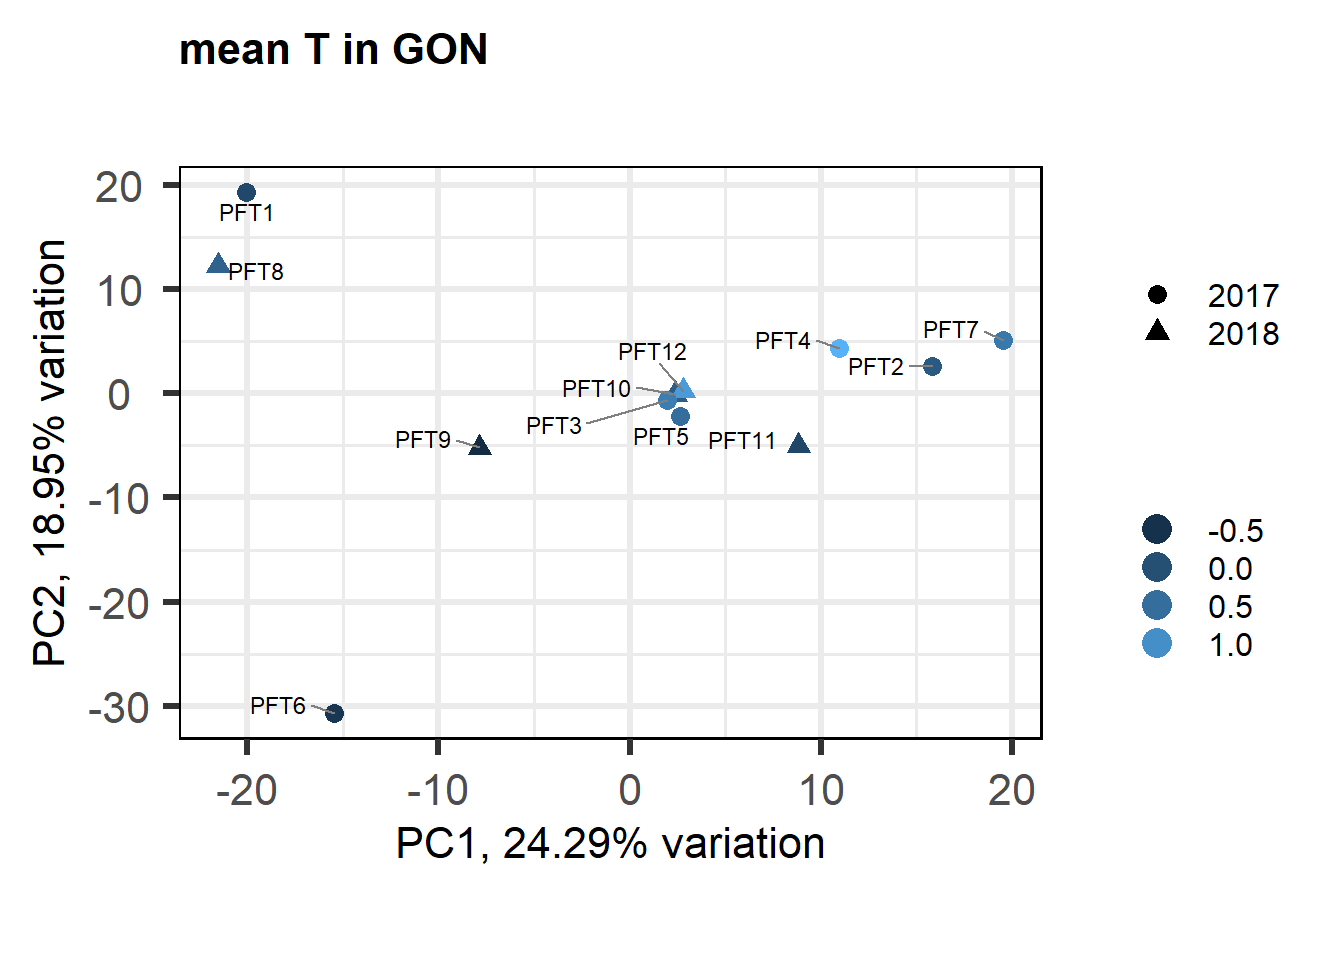 mean T in GON
20
10
0
-10
-20
-30
PC2, 18.95% variation
PFT1
PFT8
PFT7
PFT4
PFT12
PFT2
PFT10
PFT3
PFT5
PFT9
PFT11
PFT6
-20
-10
0
10
20
PC1, 24.29% variation
2017
2018
-0.5
0.0
0.5
1.0